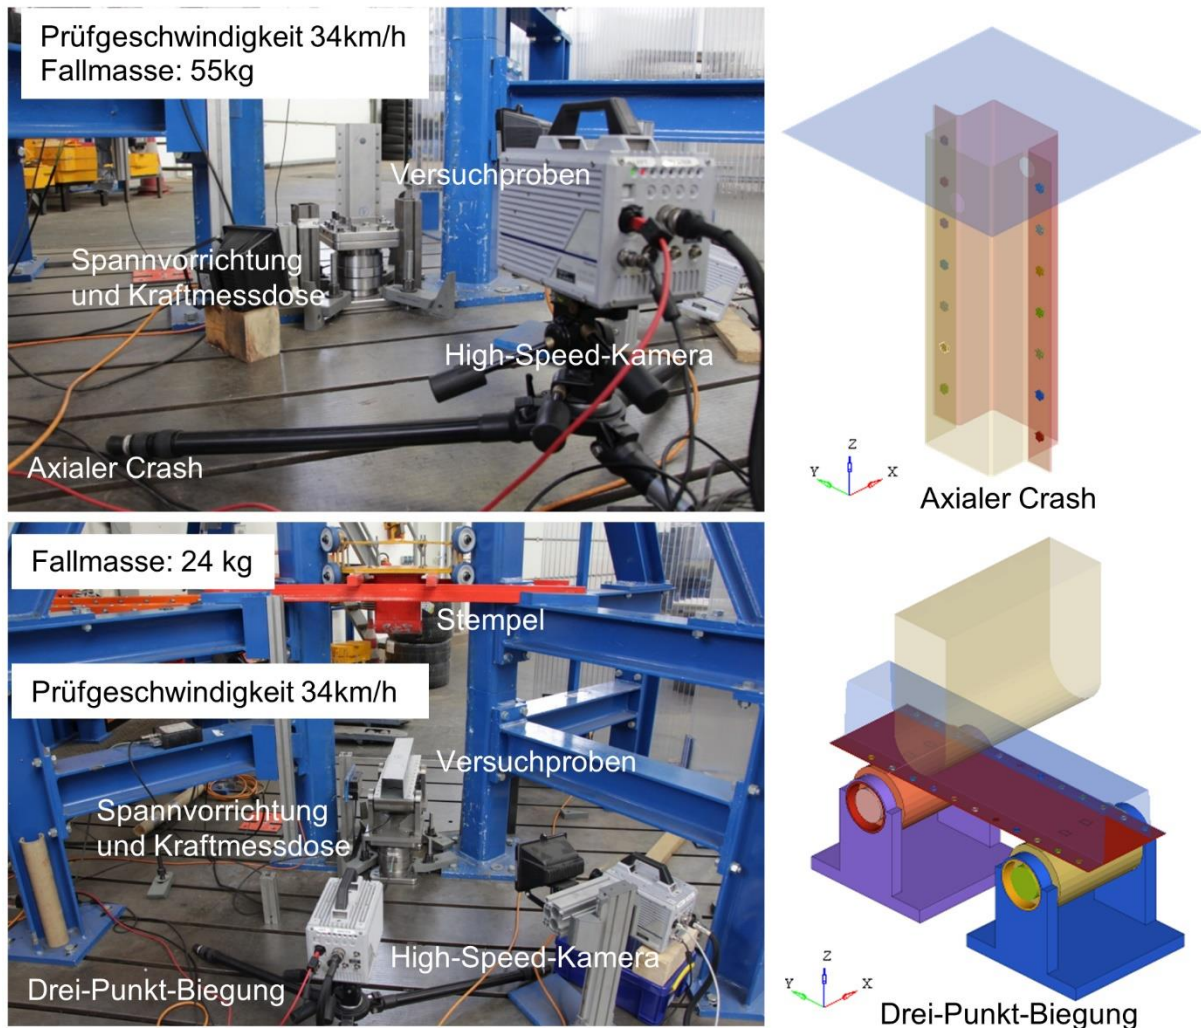 Prüfgeschwindigkeit 34km/h
Fallmasse: 55kg
Versuchproben
Spannvorrichtung
und Kraftmessdose
High-Speed-Kamera
Axialer Crash
Z
Y
X
Axialer Crash
Fallmasse: 24 kg
Stempel
Prüfgeschwindigkeit 34km/h
Versuchproben
Spannvorrichtung
und Kraftmessdose
High-Speed-Kamera
Drei-Punkt-Biegung
Z
Y
X
Drei-Punkt-Biegung